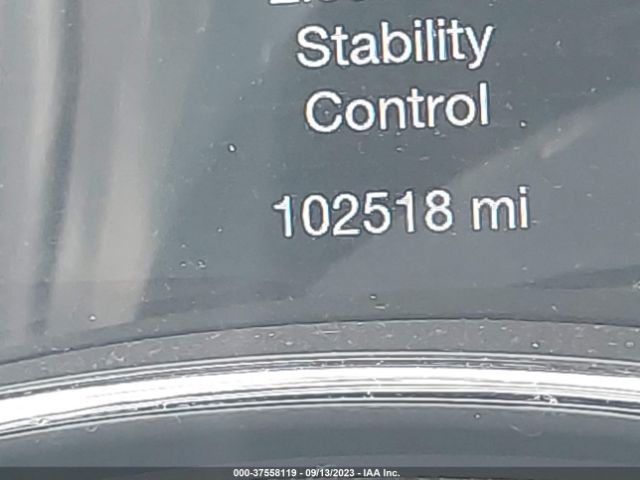 Stability
Control
102518 mi
000-37558119 - 09/13/2023 - IAA Inc.